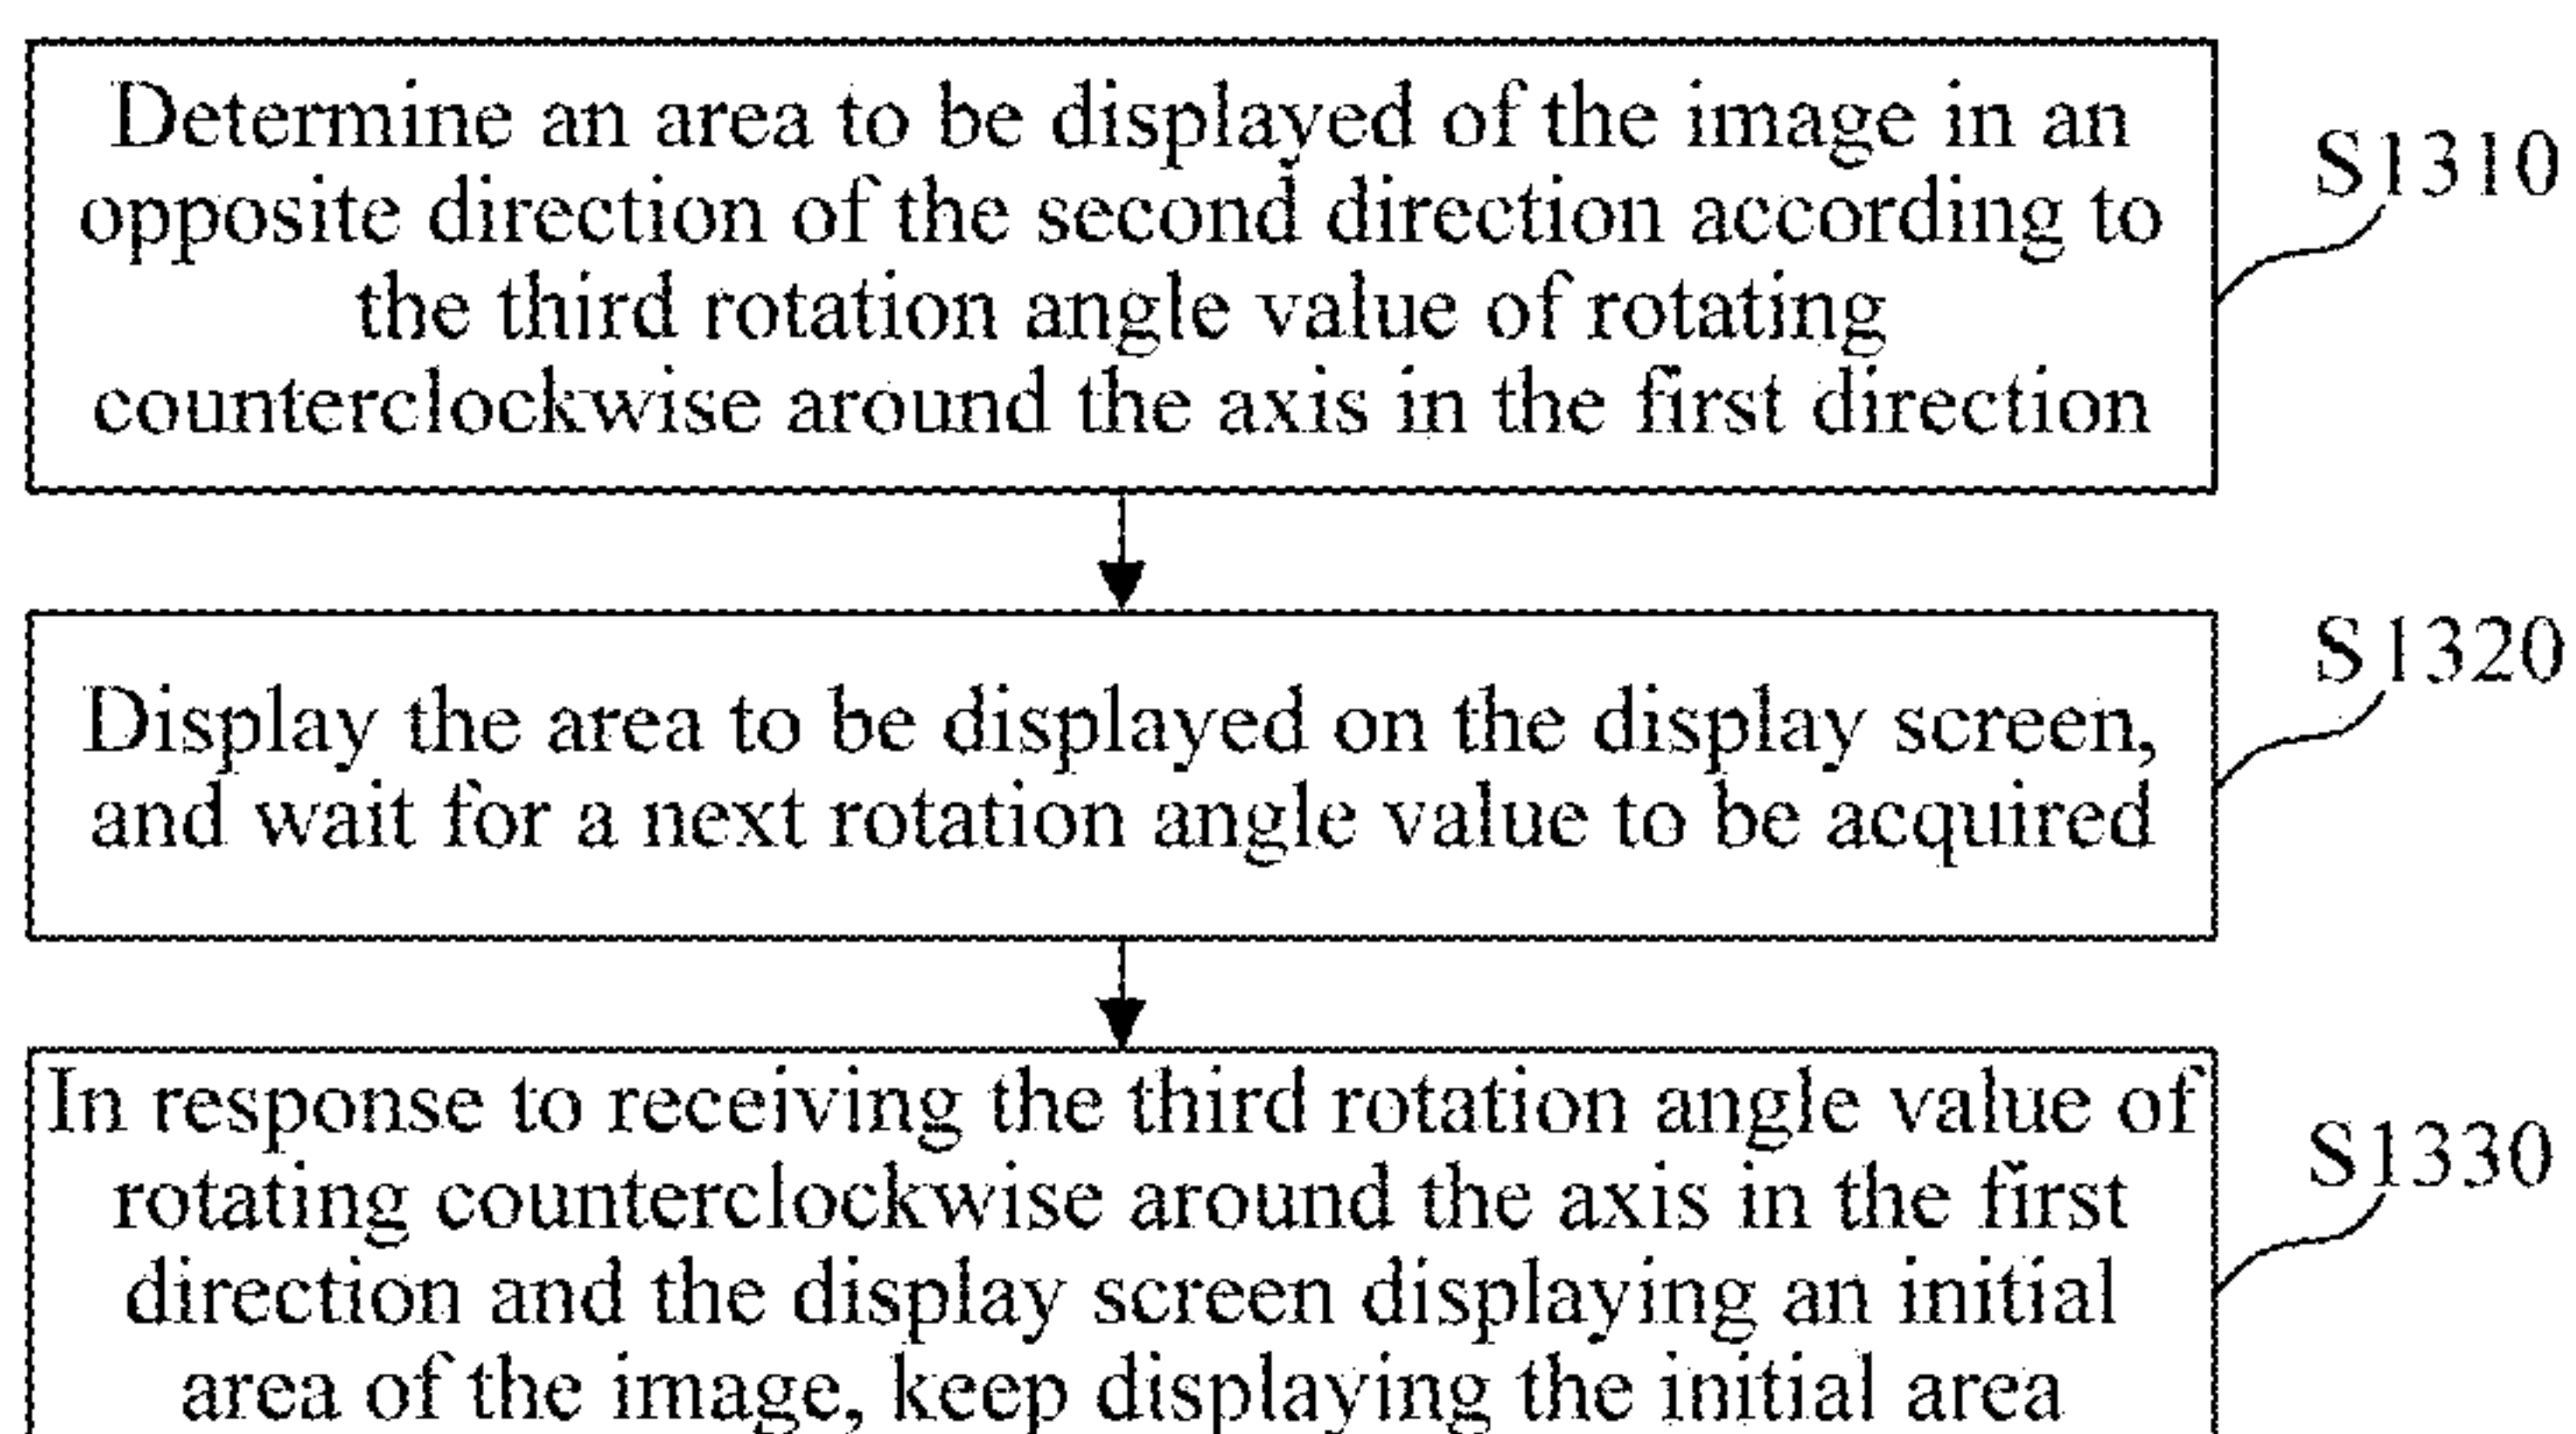 Determine an area to be displayed of the image in an
opposite direction of the second direction according to
the third rotation angle value of rotating
counterclockwise around the axis in the first direction
S1310
Display the area to be displayed on the display screen,
and wait for a next rotation angle value to be acquired
S1320
In response to receiving the third rotation angle value of
rotating counterclockwise around the axis in the first
direction and the display screen displaying an initial
area of the image, keep displaying the initial area
S1330